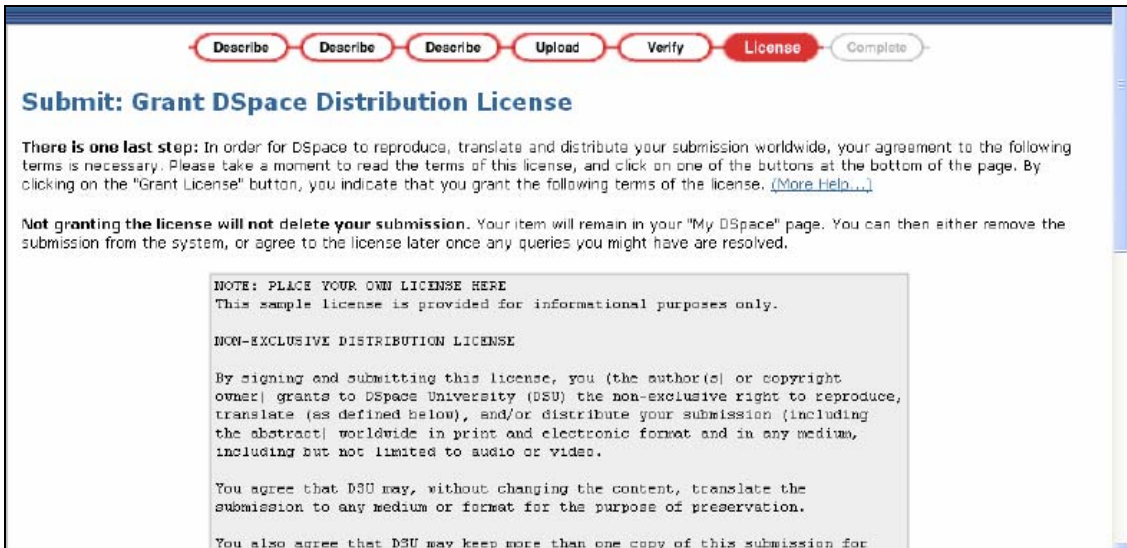 Describe Describe Describe Upload Verify License Complete
Submit: Grant DSpace Distribution License
There is one last step: In order for DSpace to reproduce, translate and distribute your submission worldwide, your agreement to the following
terms is necessary. Please take a moment to read the terms of this license, and click on one of the buttons at the bottom of the page. By
clicking on the "Grant License" button, you indicate that you grant the following terms of the license. (More Help...)
Not granting the license will not delete your submission. Your item will remain in your "My DSpace" page. You can then either remove the
submission from the system, or agree to the license later once any queries you might have are resolved.
NOTE: PLACE YOUR OWN LICENSE HERE
This sample license is provided for informational purposes only.
NON-EXCLUSIVE DISTRIBUTION LICENSE
By signing and submitting this license, you (the author(s) or copyright
owner) grants to DSpace University (DSU) the non-exclusive right to reproduce,
translate (as defined below), and/or distribute your submission (including
the abstract) worldwide in print and electronic format and in any medium,
including but not limited to audio or video.
You agree that DSU may, without changing the content, translate the
submission to any medium or format for the purpose of preservation.
You also agree that DSU may keep more than one copy of this submission for